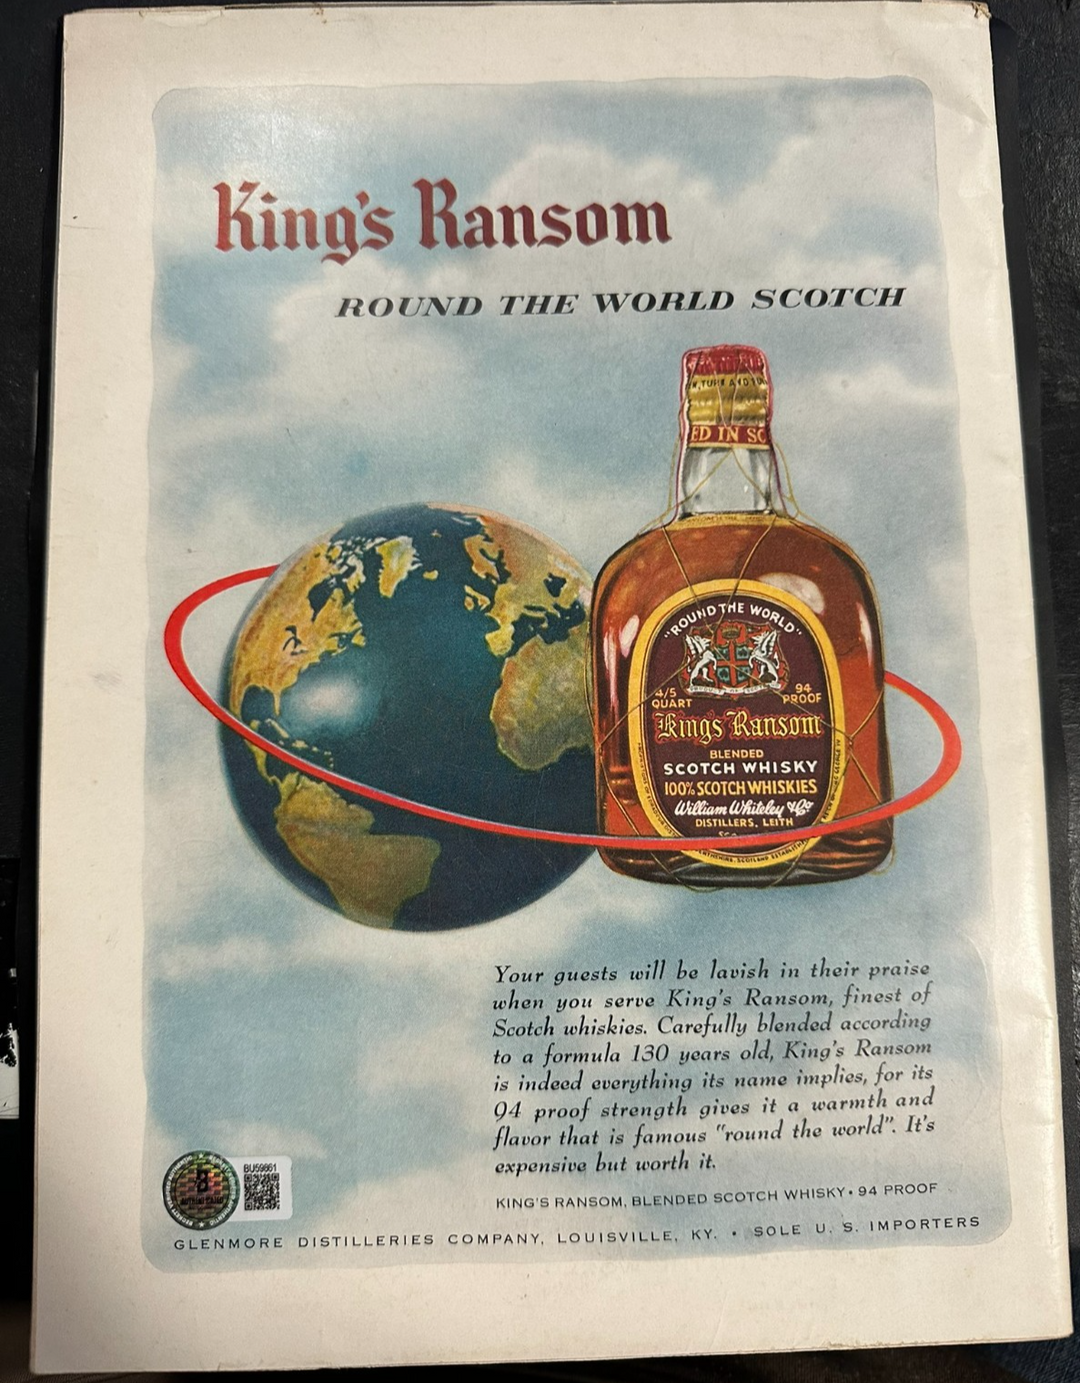 King's Ransom
ROUND THE WORLD SCOTCH
ED IN SC
"ROUND THE WORLD"
4/5 QUART
94 PROOF
King's Ransom
BLENDED
SCOTCH WHISKY
100% SCOTCH WHISKIES
William Whiteley & Co
DISTILLERS, LEITH
Your guests will be lavish in their praise
when you serve King's Ransom, finest of
Scotch whiskies. Carefully blended according
to a formula 130 years old, King's Ransom
is indeed everything its name implies, for its
94 proof strength gives it a warmth and
flavor that is famous "round the world". It's
expensive but worth it.
KING'S RANSOM, BLENDED SCOTCH WHISKY • 94 PROOF
BU59861
GLENMORE DISTILLERIES COMPANY, LOUISVILLE, KY. • SOLE U. S. IMPORTERS